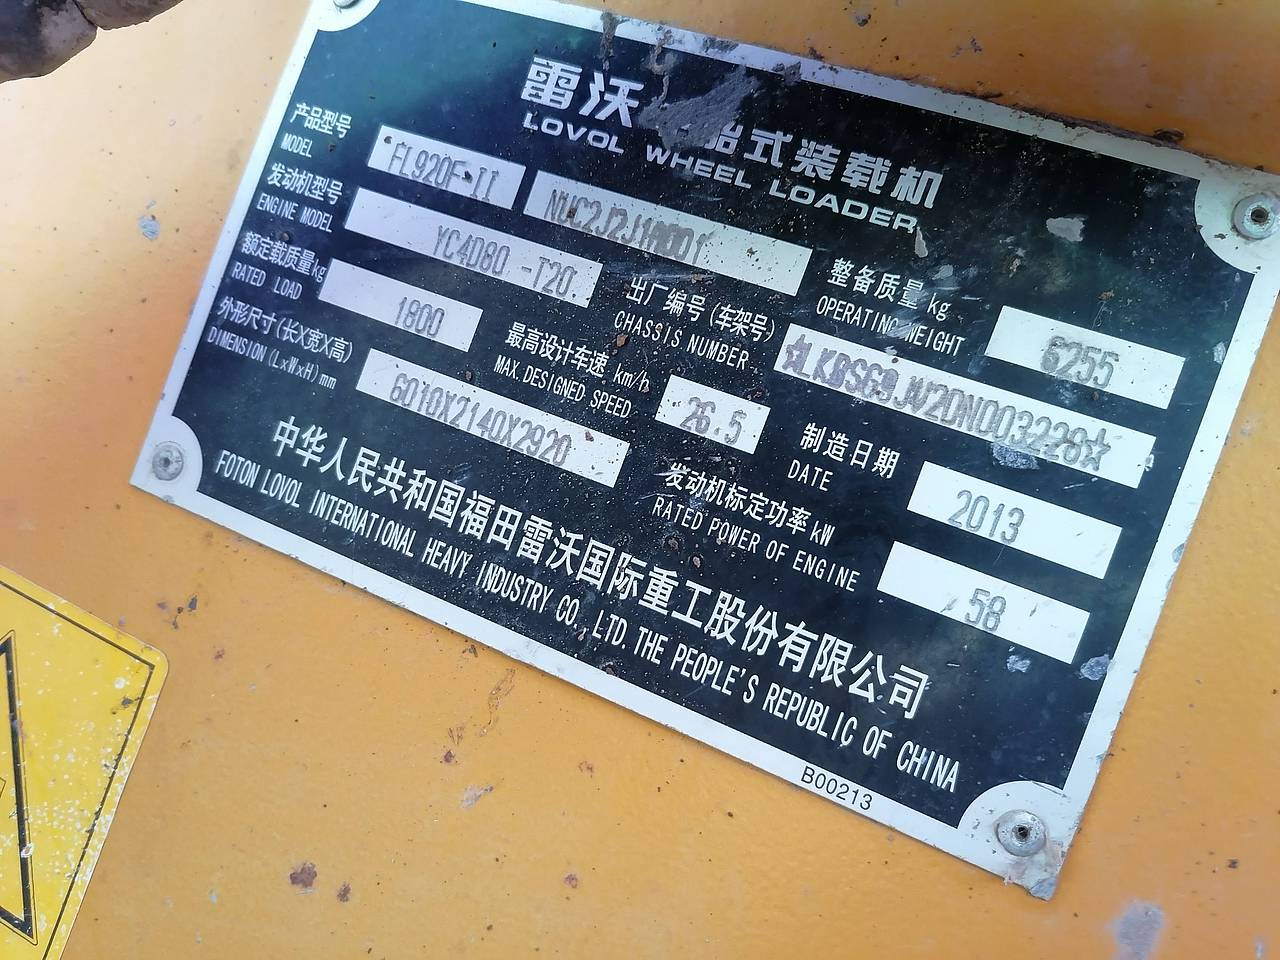 雷沃 胎式装载机
LOVOL WHEEL LOADER
产品型号
MODEL
FL920F-II
发动机型号
ENGINE MODEL
YC4D80 -T20
整备质量 kg
OPERATING WEIGHT
6255
额定载质量kg
RATED LOAD
1800
出厂编号(车架号)
CHASSIS NUMBER
外形尺寸(长X宽X高)
DIMENSION(LxWxH)mm
6010X2140X2920
最高设计车速 km/h
MAX.DESIGNED SPEED
26.5
制造日期
DATE
2013
发动机标定功率kW
RATED POWER OF ENGINE
58
中华人民共和国福田雷沃国际重工股份有限公司
FOTON LOVOL INTERNATIONAL HEAVY INDUSTRY CO., LTD. THE PEOPLE'S REPUBLIC OF CHINA
B00213